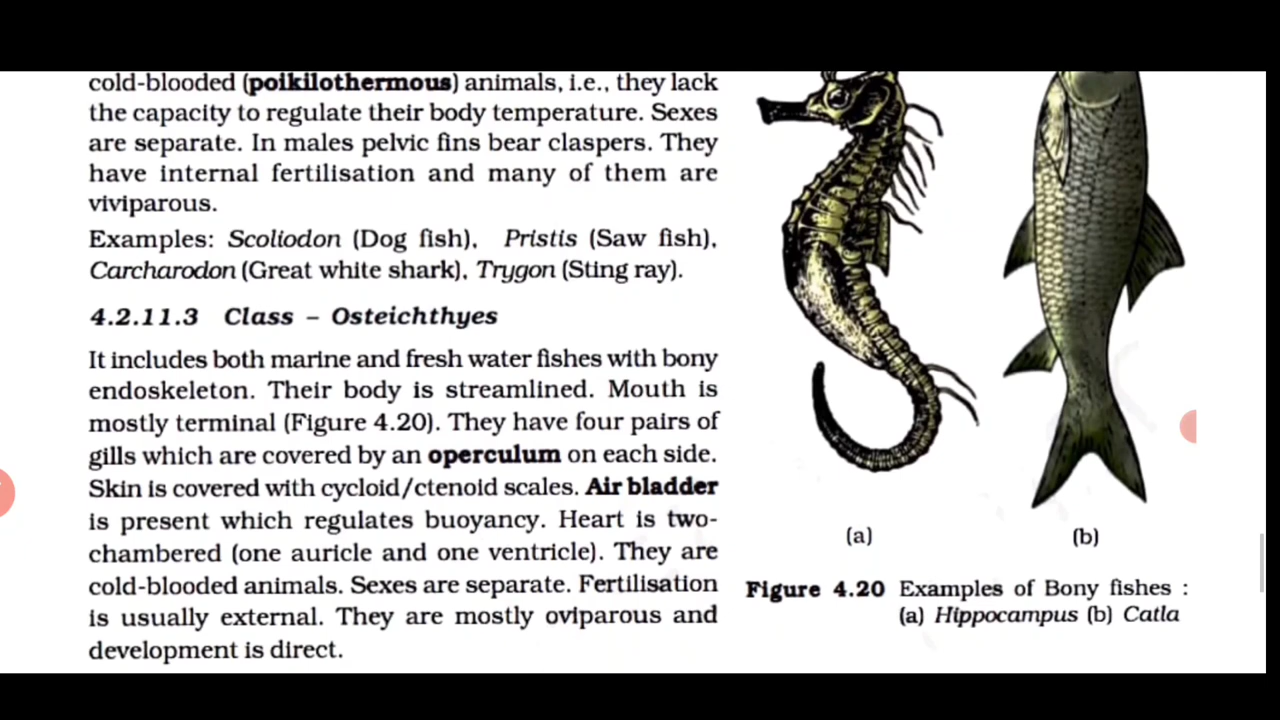 cold-blooded (poikilothermous) animals, i.e., they lack
the capacity to regulate their body temperature. Sexes
are separate. In males pelvic fins bear claspers. They
have internal fertilisation and many of them are
viviparous.
Examples: Scoliodon (Dog fish), Pristis (Saw fish),
Carcharodon (Great white shark), Trygon (Sting ray).
4.2.11.3 Class – Osteichthyes
It includes both marine and fresh water fishes with bony
endoskeleton. Their body is streamlined. Mouth is
mostly terminal (Figure 4.20). They have four pairs of
gills which are covered by an operculum on each side.
Skin is covered with cycloid/ctenoid scales. Air bladder
is present which regulates buoyancy. Heart is two-
chambered (one auricle and one ventricle). They are
cold-blooded animals. Sexes are separate. Fertilisation
is usually external. They are mostly oviparous and
development is direct.
(a) (b)
Figure 4.20 Examples of Bony fishes :
(a) Hippocampus (b) Catla